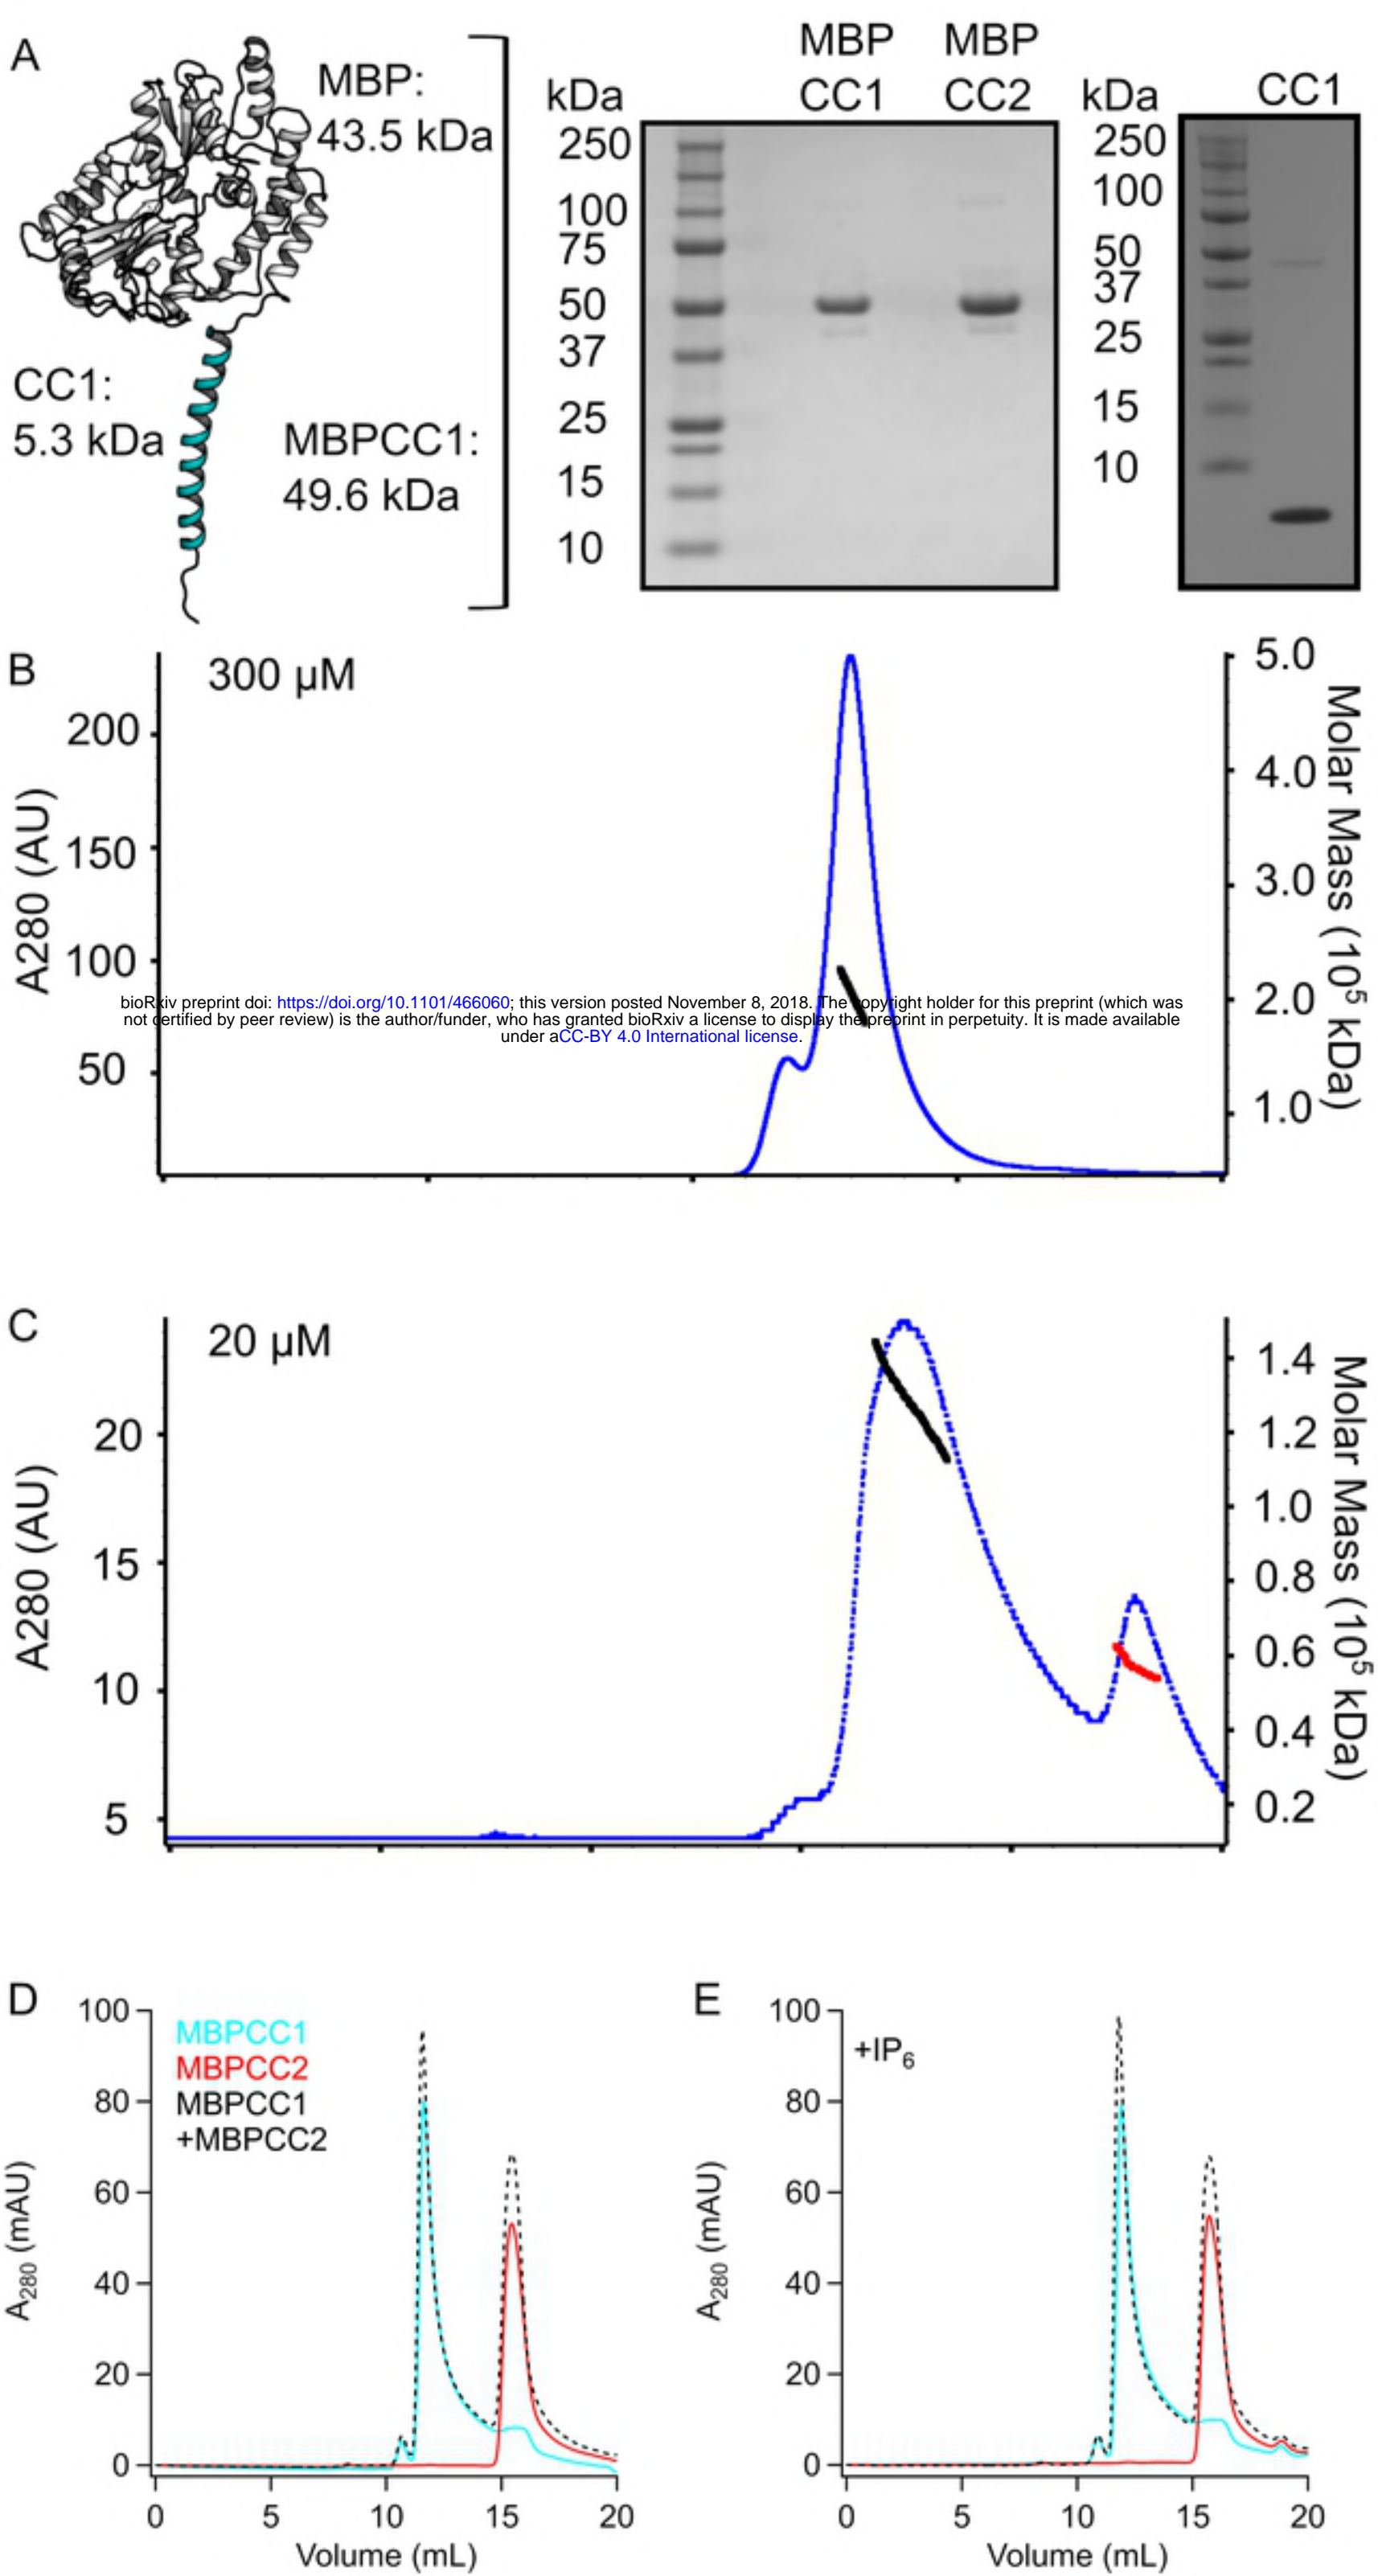 A
MBP:
43.5 kDa
CC1:
5.3 kDa
MBPCC1:
49.6 kDa
MBP MBP
kDa CC1 CC2
250
100
75
50
37
25
15
10
kDa CC1
250
100
50
37
25
15
10
B
300 µM
200
150
100
50
A280 (AU)
5.0
4.0
3.0
2.0
1.0
Molar Mass (10⁵ kDa)
bioRxiv preprint doi: https://doi.org/10.1101/466060; this version posted November 8, 2018. The copyright holder for this preprint (which was
not certified by peer review) is the author/funder, who has granted bioRxiv a license to display the preprint in perpetuity. It is made available
under aCC-BY 4.0 International license.
C
20 µM
20
15
10
5
A280 (AU)
1.4
1.2
1.0
0.8
0.6
0.4
0.2
Molar Mass (10⁵ kDa)
D
MBPCC1
MBPCC2
MBPCC1
+MBPCC2
100
80
60
40
20
0
A₂₈₀ (mAU)
0 5 10 15 20
Volume (mL)
E
+IP₆
100
80
60
40
20
0
A₂₈₀ (mAU)
0 5 10 15 20
Volume (mL)